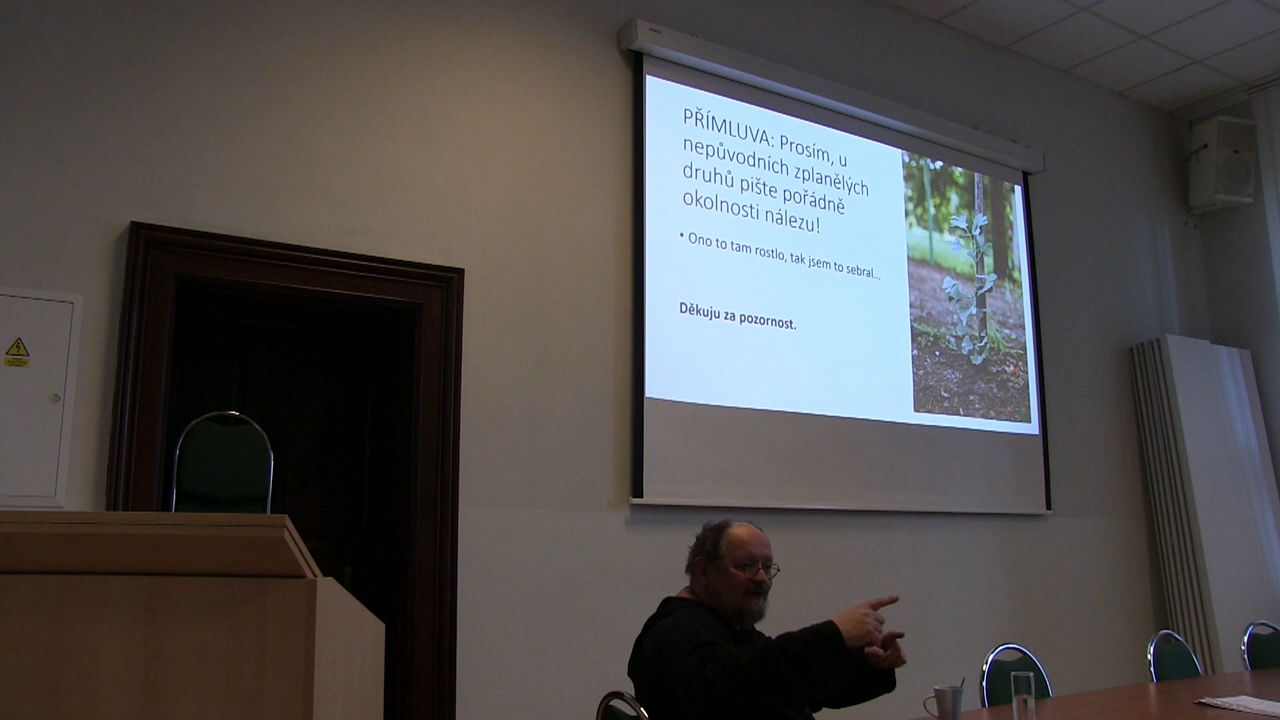 PŘÍMLUVA: Prosím, u
nepůvodních zplanělých
druhů pište pořádně
okolnosti nálezu!
• Ono to tam rostlo, tak jsem to sebral...
Děkuju za pozornost.